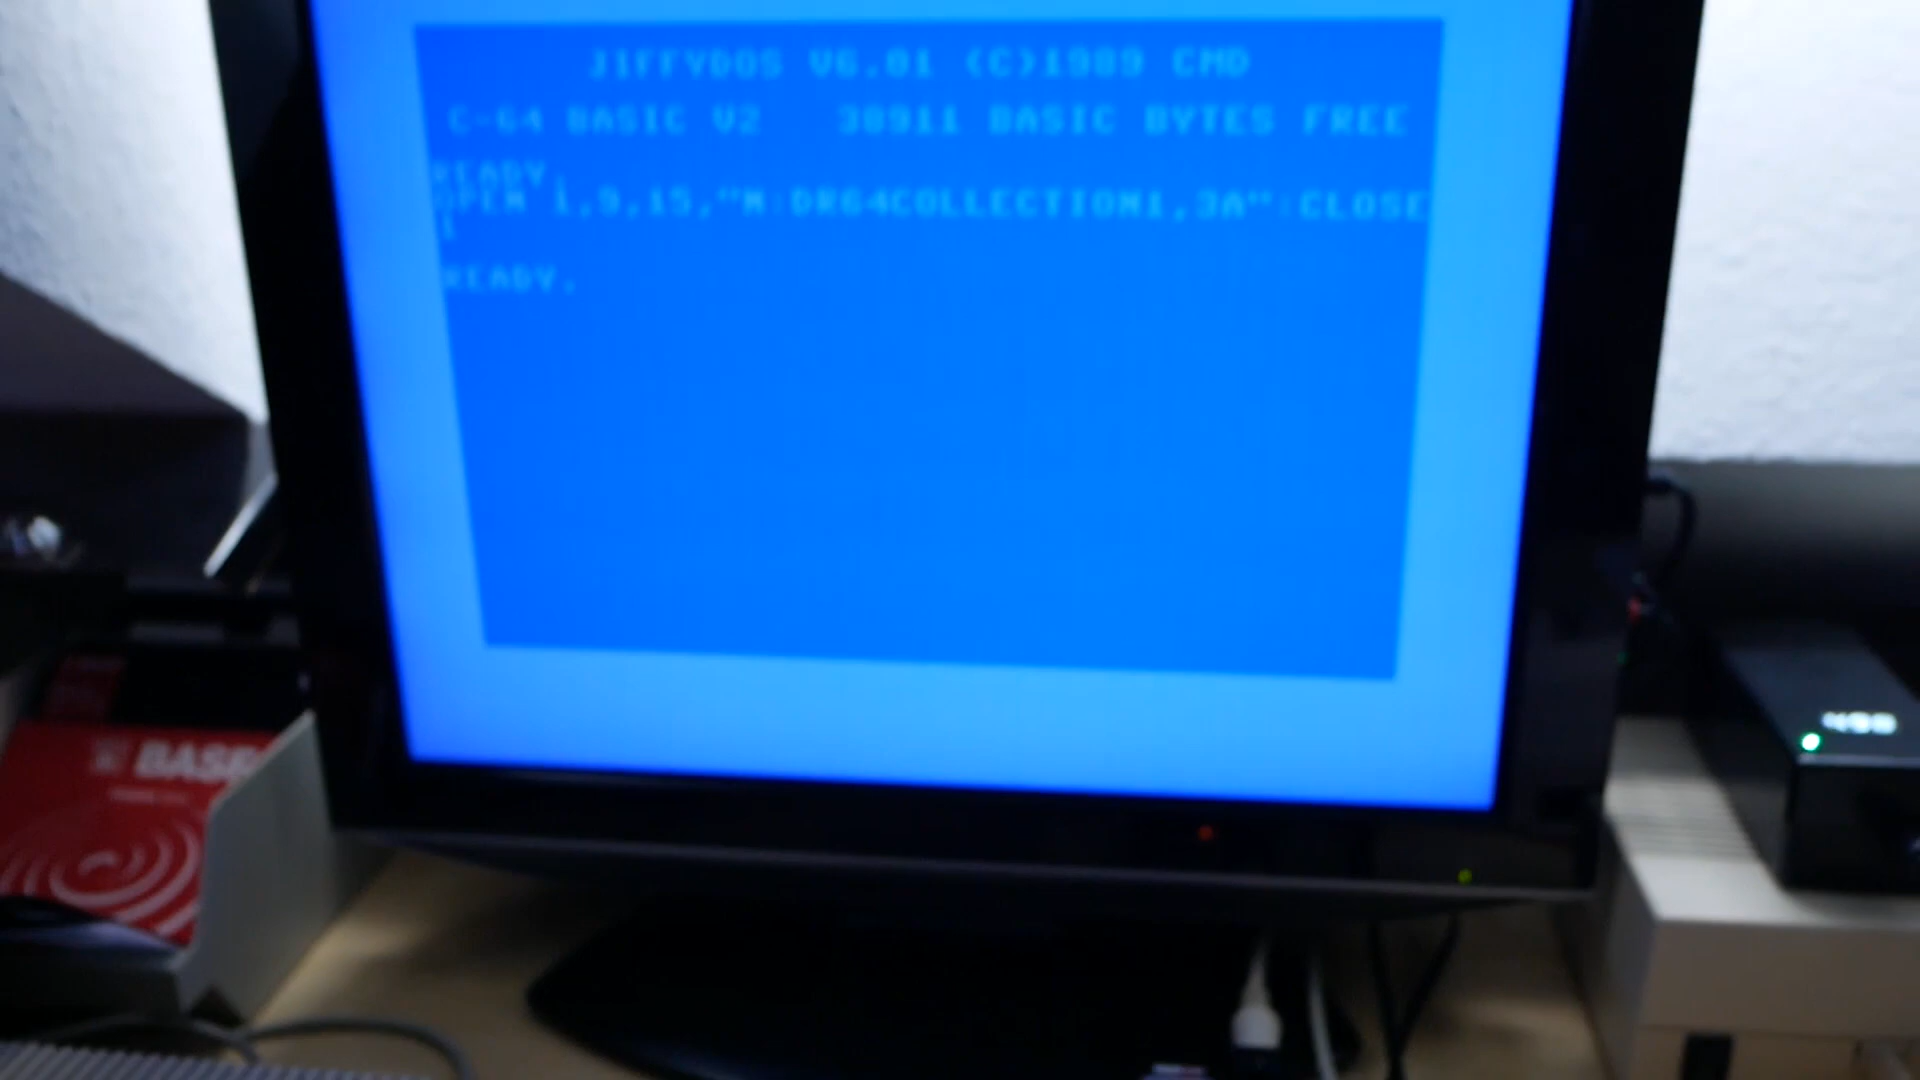 JIFFYDOS V6.01 (C)1989 CMD
C-64 BASIC V2   38911 BASIC BYTES FREE
READY.
OPEN 1,9,15,"N:DR64COLLECTION1,3A":CLOSE
1
READY.
BASF